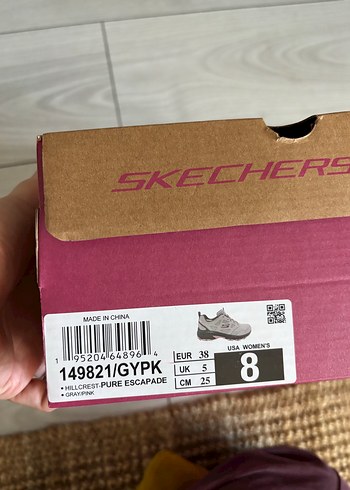 SKECHERS
MADE IN CHINA
1 95204 64896 4
149821/GYPK
• HILLCREST-PURE ESCAPADE
• GRAY/PINK
EUR 38
UK 5
CM 25
USA WOMEN'S
8